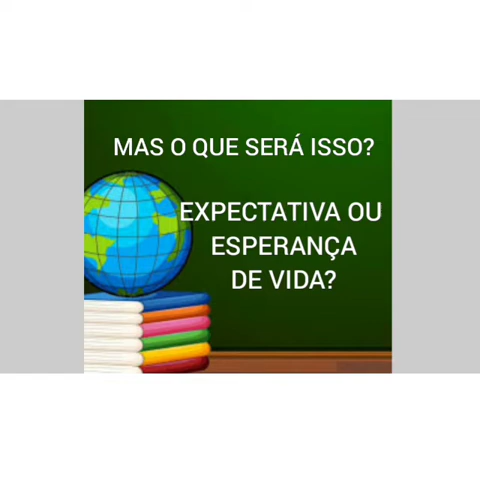 MAS O QUE SERÁ ISSO?
EXPECTATIVA OU
ESPERANÇA
DE VIDA?